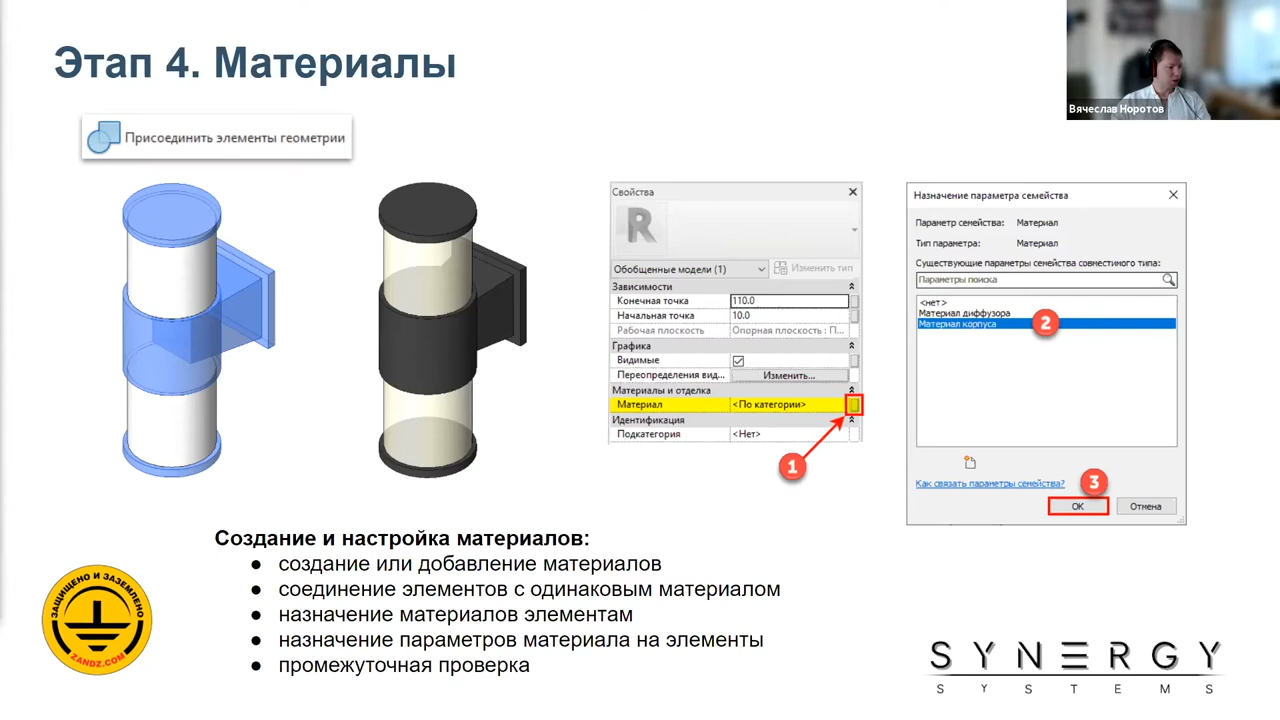 Этап 4. Материалы
Вячеслав Норотов
Присоединить элементы геометрии
Свойства
R
Обобщенные модели (1)
Изменить тип
Зависимости
Конечная точка 110.0
Начальная точка 10.0
Рабочая плоскость Опорная плоскость : П...
Графика
Видимые
Переопределения вид... Изменить...
Материалы и отделка
Материал <По категории>
Идентификация
Подкатегория <Нет>
1
Назначение параметра семейства
Параметр семейства: Материал
Тип параметра: Материал
Существующие параметры семейства совместимого типа:
Параметры поиска
<нет>
Материал диффузора
Материал корпуса
2
Как связать параметры семейства?
3
OK
Отмена
Создание и настройка материалов:
● создание или добавление материалов
● соединение элементов с одинаковым материалом
● назначение материалов элементам
● назначение параметров материала на элементы
● промежуточная проверка
ЗАЩИЩЕНО И ЗАЗЕМЛЕНО
ZANDZ.COM
SYNERGY
SYSTEMS